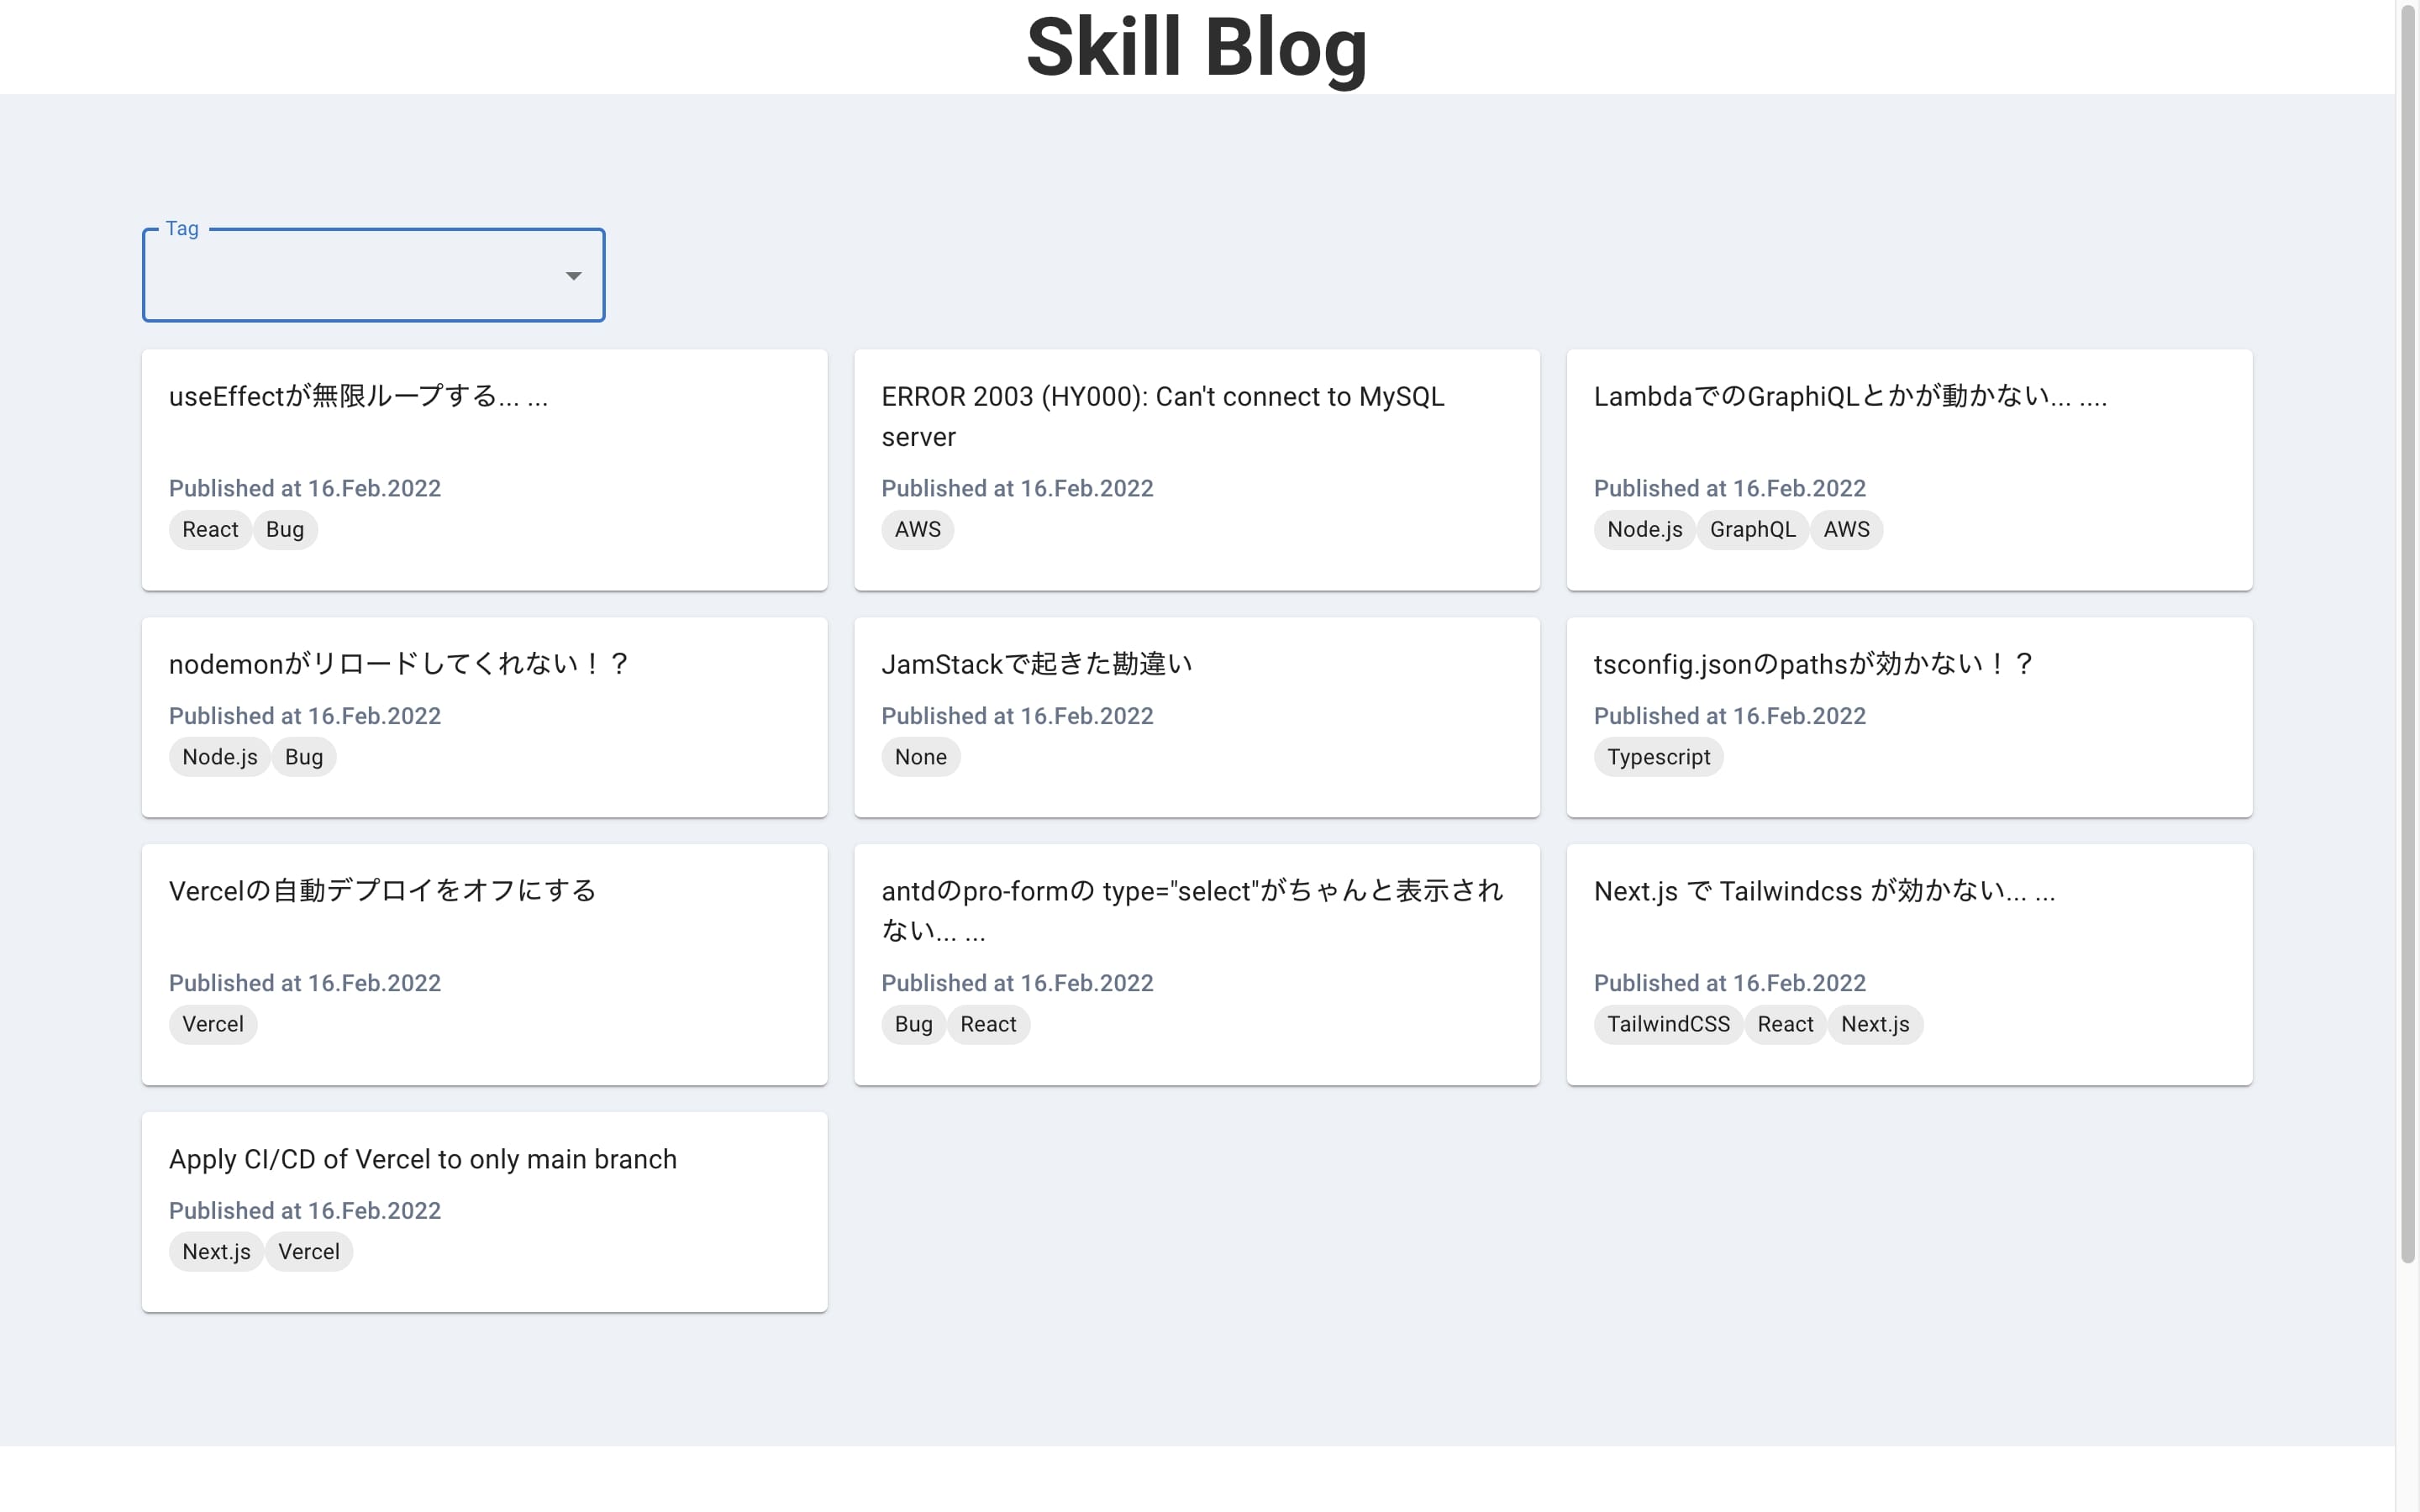 Skill Blog
Tag
useEffectが無限ループする... ...
Published at 16.Feb.2022
React Bug
ERROR 2003 (HY000): Can't connect to MySQL
server
Published at 16.Feb.2022
AWS
LambdaでのGraphiQLとかが動かない... ....
Published at 16.Feb.2022
Node.js GraphQL AWS
nodemonがリロードしてくれない！？
Published at 16.Feb.2022
Node.js Bug
JamStackで起きた勘違い
Published at 16.Feb.2022
None
tsconfig.jsonのpathsが効かない！？
Published at 16.Feb.2022
Typescript
Vercelの自動デプロイをオフにする
Published at 16.Feb.2022
Vercel
antdのpro-formの type="select"がちゃんと表示され
ない... ...
Published at 16.Feb.2022
Bug React
Next.js で Tailwindcss が効かない... ...
Published at 16.Feb.2022
TailwindCSS React Next.js
Apply CI/CD of Vercel to only main branch
Published at 16.Feb.2022
Next.js Vercel